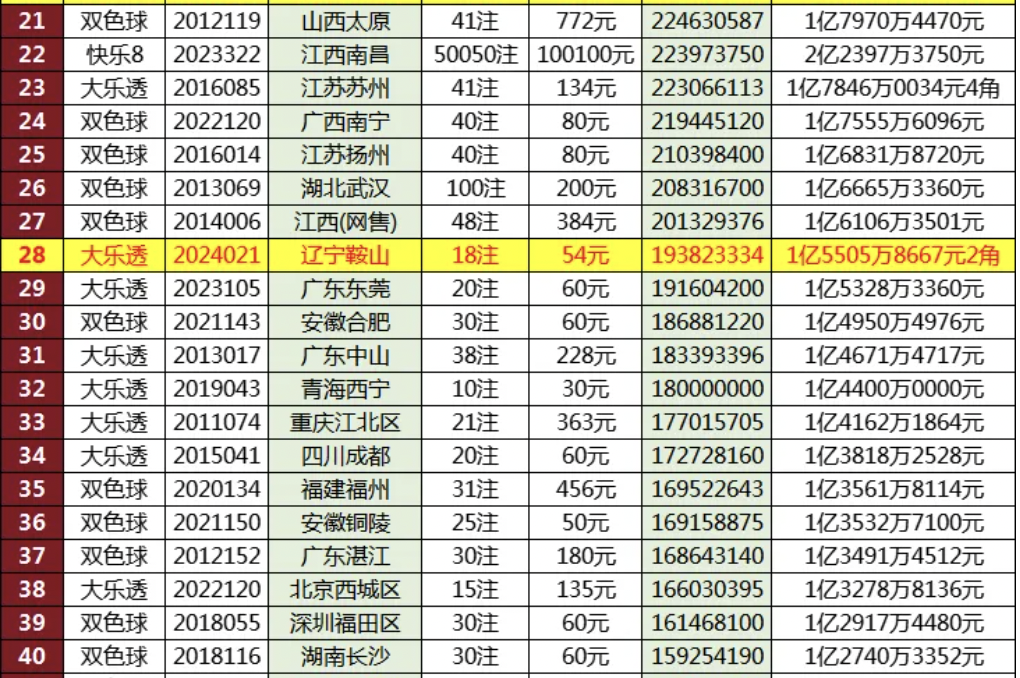 21 双色球 2012119 山西太原 41注 772元 224630587 1亿7970万4470元
22 快乐8 2023322 江西南昌 50050注 100100元 223973750 2亿2397万3750元
23 大乐透 2016085 江苏苏州 41注 134元 223066113 1亿7846万0034元4角
24 双色球 2022120 广西南宁 40注 80元 219445120 1亿7555万6096元
25 双色球 2016014 江苏扬州 40注 80元 210398400 1亿6831万8720元
26 双色球 2013069 湖北武汉 100注 200元 208316700 1亿6665万3360元
27 双色球 2014006 江西(网售) 48注 384元 201329376 1亿6106万3501元
28 大乐透 2024021 辽宁鞍山 18注 54元 193823334 1亿5505万8667元2角
29 大乐透 2023105 广东东莞 20注 60元 191604200 1亿5328万3360元
30 双色球 2021143 安徽合肥 30注 60元 186881220 1亿4950万4976元
31 大乐透 2013017 广东中山 38注 228元 183393396 1亿4671万4717元
32 大乐透 2019043 青海西宁 10注 30元 180000000 1亿4400万0000元
33 大乐透 2011074 重庆江北区 21注 363元 177015705 1亿4162万1864元
34 大乐透 2015041 四川成都 20注 60元 172728160 1亿3818万2528元
35 双色球 2020134 福建福州 31注 456元 169522643 1亿3561万8114元
36 双色球 2021150 安徽铜陵 25注 50元 169158875 1亿3532万7100元
37 双色球 2012152 广东湛江 30注 180元 168643140 1亿3491万4512元
38 大乐透 2022120 北京西城区 15注 135元 166030395 1亿3278万8136元
39 双色球 2018055 深圳福田区 30注 60元 161468100 1亿2917万4480元
40 双色球 2018116 湖南长沙 30注 60元 159254190 1亿2740万3352元